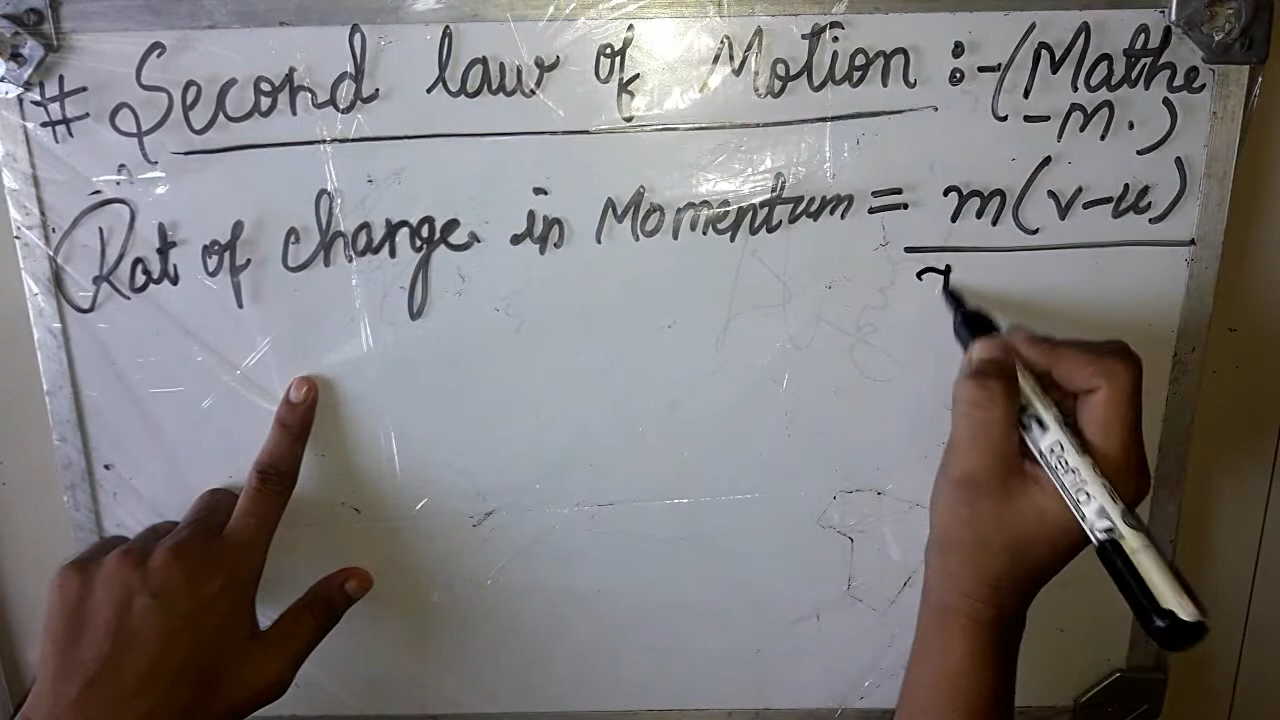 # Second law of Motion :-(Mathe
-M.)
Rat of change in Momentum = m(v-u)